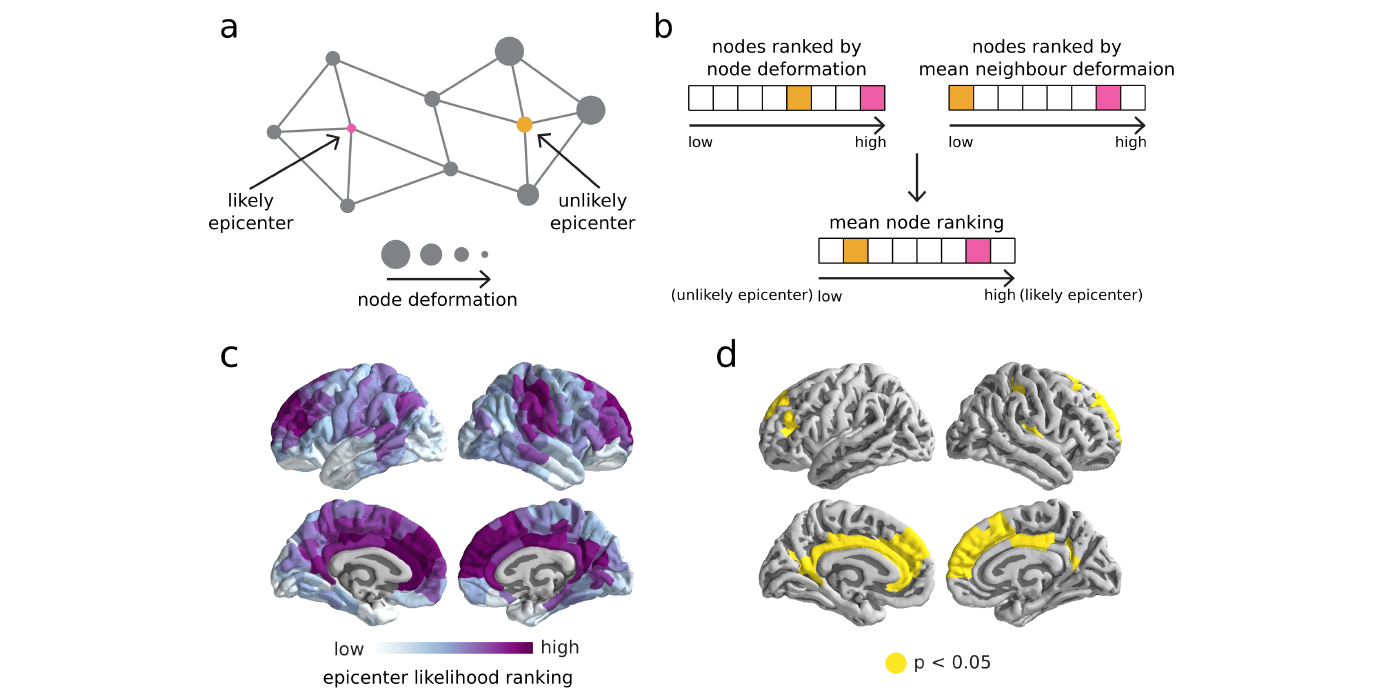 a
likely
epicenter
unlikely
epicenter
node deformation
b
nodes ranked by
node deformation
low
high
nodes ranked by
mean neighbour deformaion
low
high
mean node ranking
(unlikely epicenter) low
high (likely epicenter)
c
low
high
epicenter likelihood ranking
d
p < 0.05